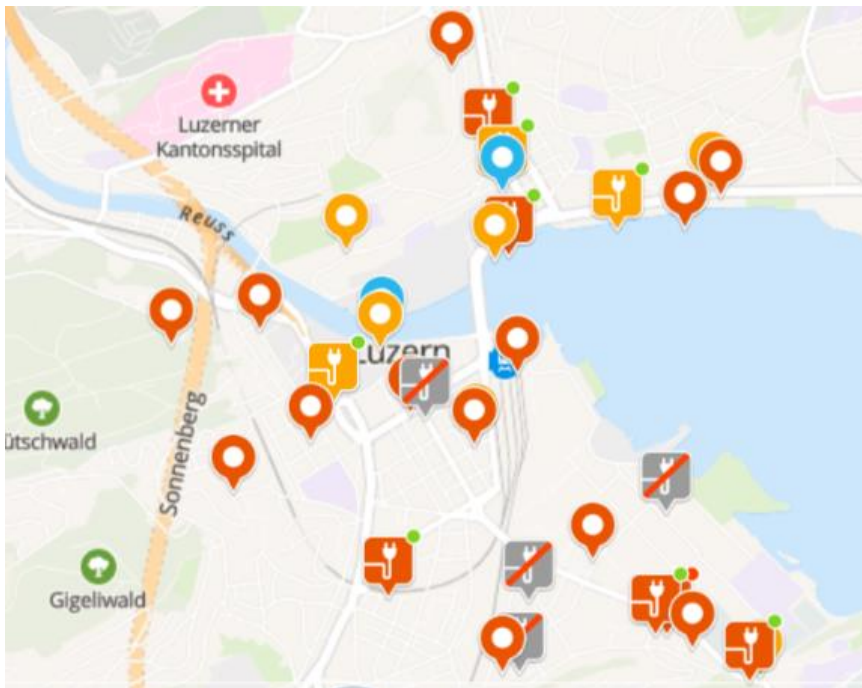 Luzerner
Kantonsspital
Reuss
Luzern
ütschwald
Sonnenberg
Gigeliwald